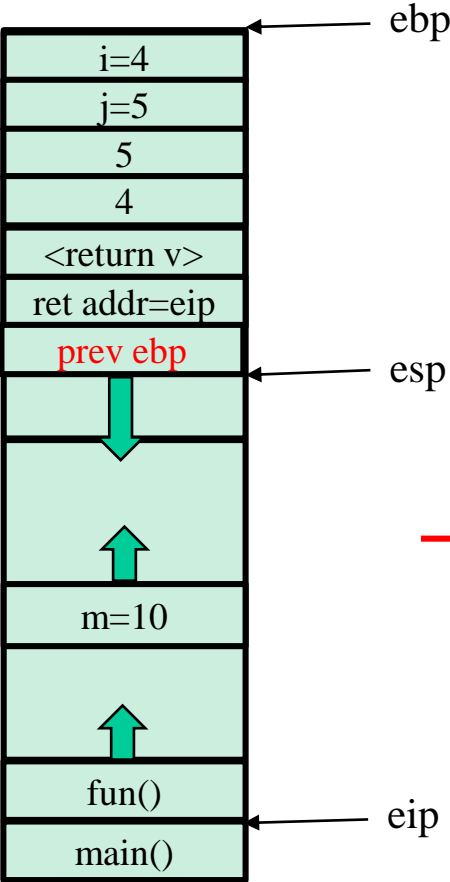 ebp
i=4
j=5
5
4
<return v>
ret addr=eip
prev ebp
esp
m=10
fun()
eip
main()